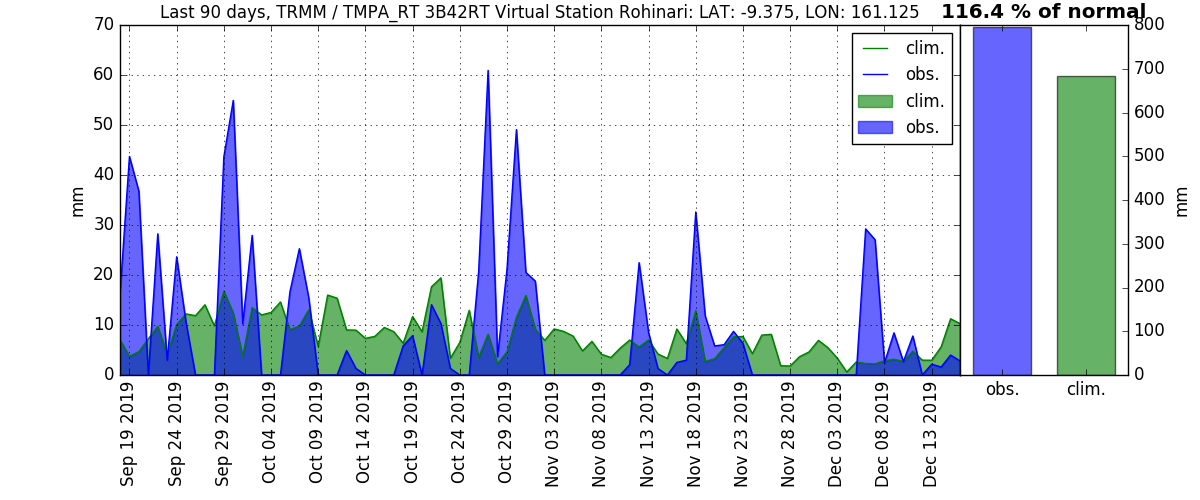 Last 90 days, TRMM / TMPA_RT 3B42RT Virtual Station Rohinari: LAT: -9.375, LON: 161.125
116.4 % of normal
70
60
50
40
30
20
10
0
mm
clim.
obs.
clim.
obs.
800
700
600
500
400
300
200
100
0
mm
obs.
clim.
Sep 19 2019
Sep 24 2019
Sep 29 2019
Oct 04 2019
Oct 09 2019
Oct 14 2019
Oct 19 2019
Oct 24 2019
Oct 29 2019
Nov 03 2019
Nov 08 2019
Nov 13 2019
Nov 18 2019
Nov 23 2019
Nov 28 2019
Dec 03 2019
Dec 08 2019
Dec 13 2019